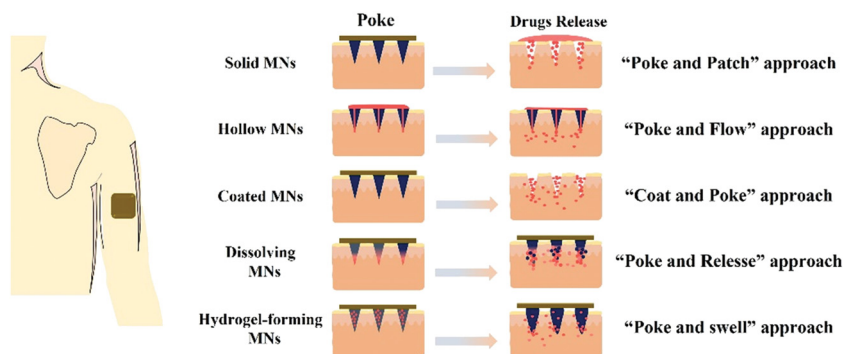 Poke
Drugs Release
Solid MNs
“Poke and Patch” approach
Hollow MNs
“Poke and Flow” approach
Coated MNs
“Coat and Poke” approach
Dissolving
MNs
“Poke and Relesse” approach
Hydrogel-forming
MNs
“Poke and swell” approach